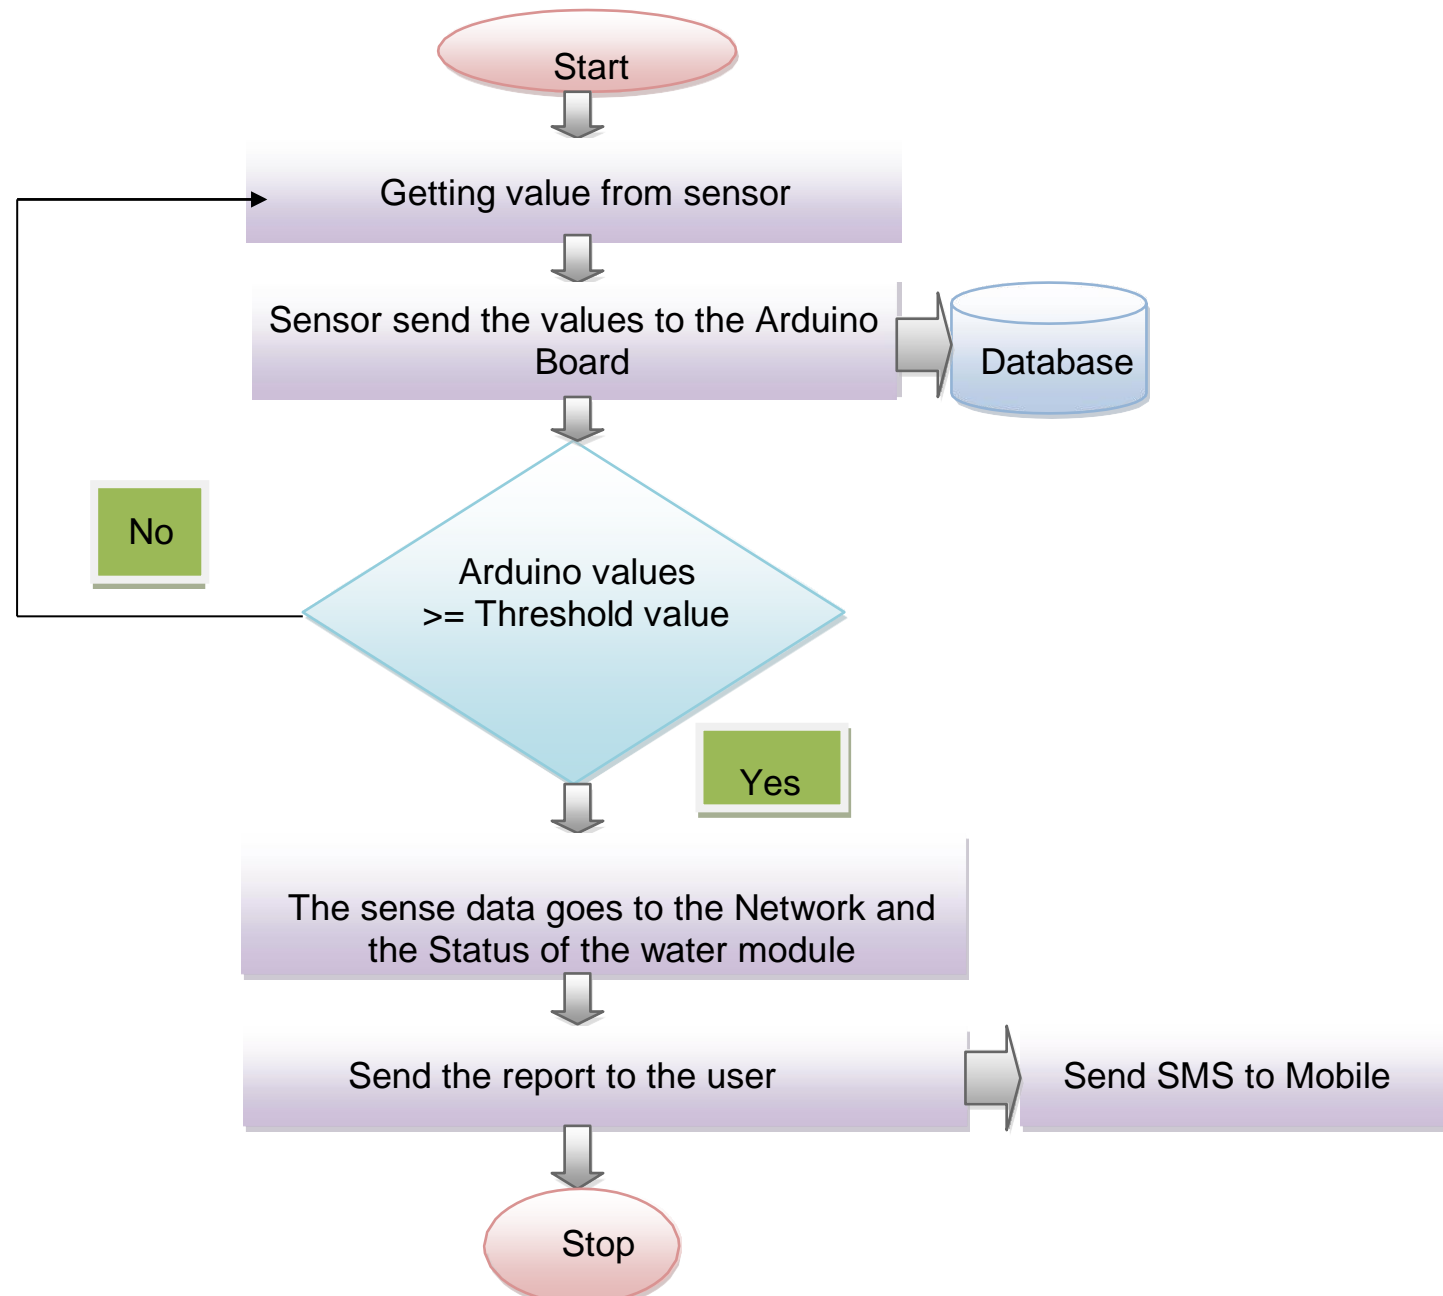 Start
Getting value from sensor
Sensor send the values to the Arduino
Board
Database
No
Arduino values
>= Threshold value
Yes
The sense data goes to the Network and
the Status of the water module
Send the report to the user
Send SMS to Mobile
Stop